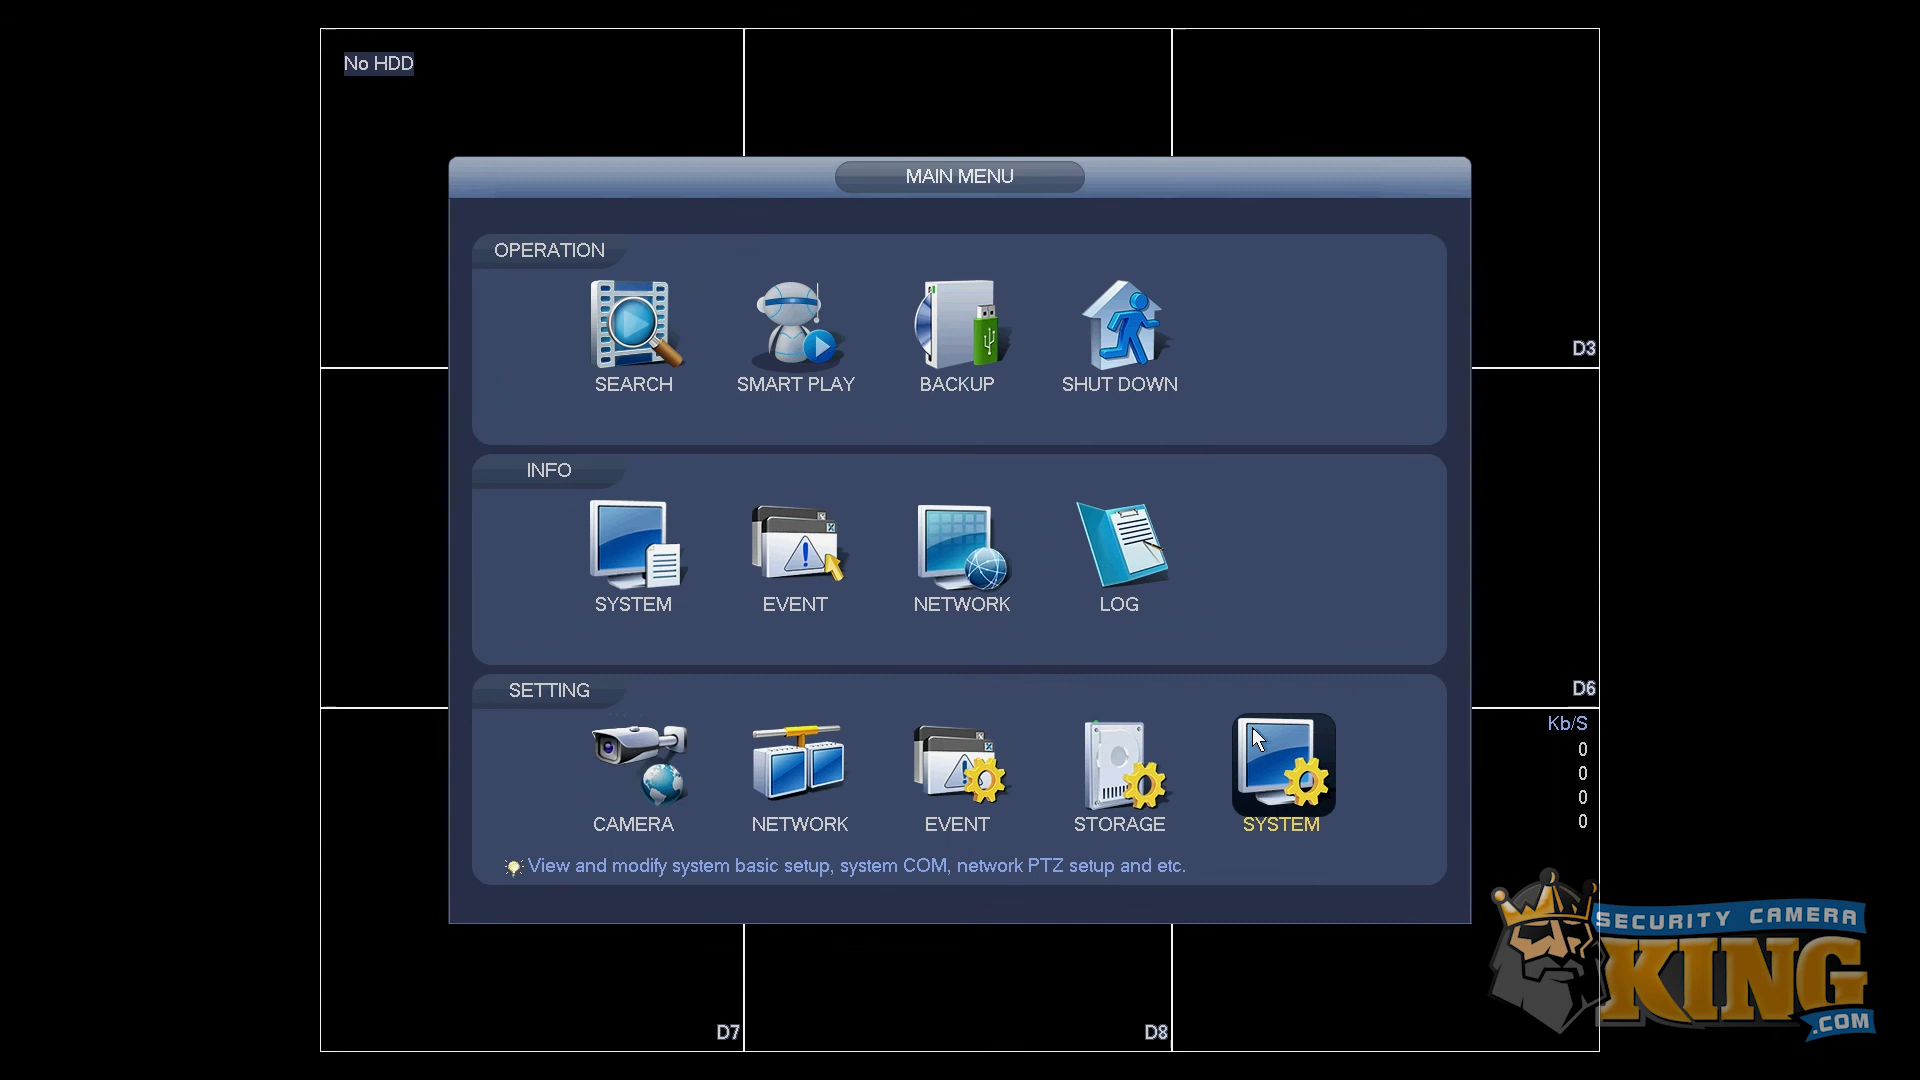 No HDD
MAIN MENU
OPERATION
SEARCH
SMART PLAY
BACKUP
SHUT DOWN
D3
INFO
SYSTEM
EVENT
NETWORK
LOG
SETTING
D6
Kb/S
0
0
0
0
CAMERA
NETWORK
EVENT
STORAGE
SYSTEM
View and modify system basic setup, system COM, network PTZ setup and etc.
SECURITY CAMERA
KING
.COM
D7
D8